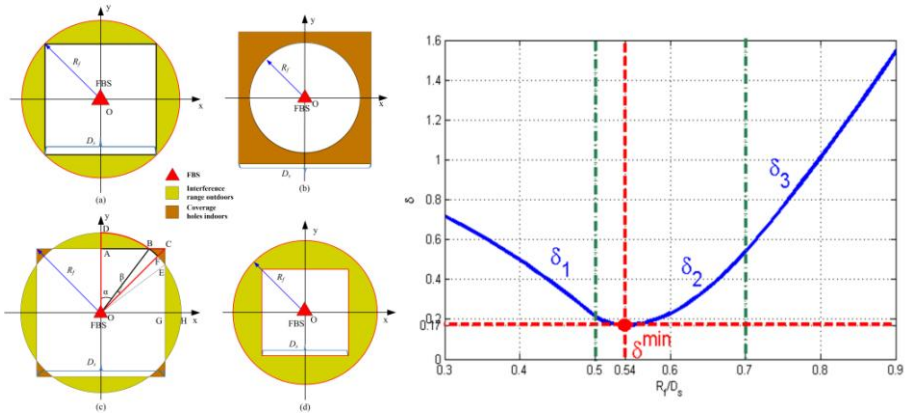 y
R_f
FBS
O
x
D_s
(a)
y
R_f
FBS
O
x
D_s
(b)
FBS
Interference
range outdoors
Coverage
holes indoors
y
D
A
B
C
R_f
F
E
α
β
O
FBS
G
H
x
D_s
(c)
y
R_f
FBS
O
x
D_s
(d)
1.6
1.4
1.2
1
0.8
0.6
0.4
0.2
0.17
0
δ
δ₁
δ₂
δ₃
δ^min
0.3
0.4
0.5
0.54
0.6
0.7
0.8
0.9
R_f/D_s